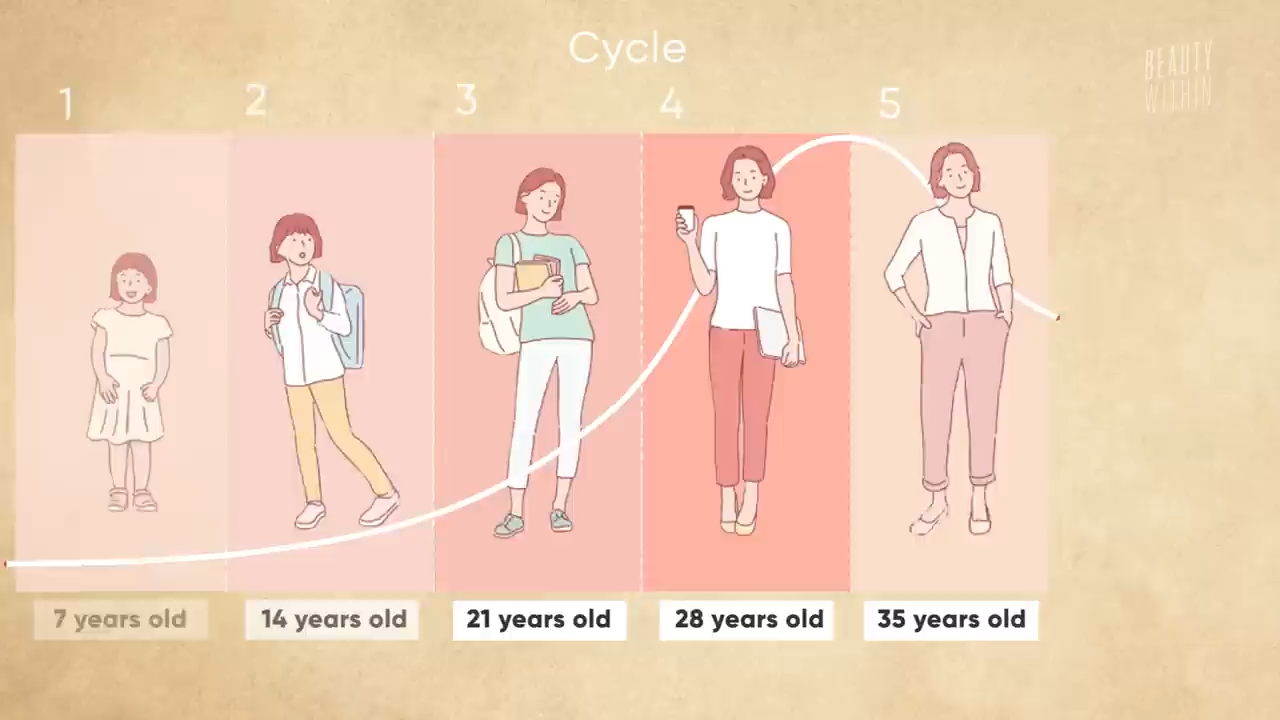 Cycle
1 2 3 4 5
BEAUTY
WITHIN
7 years old 14 years old 21 years old 28 years old 35 years old